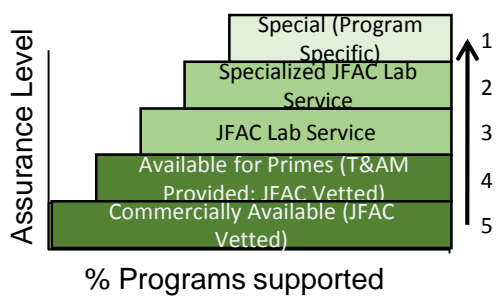 Special (Program
Specific)
1
Specialized JFAC Lab
Service
2
JFAC Lab Service
3
Available for Primes (T&AM
Provided: JFAC Vetted)
4
Commercially Available (JFAC
Vetted)
5
Assurance Level
% Programs supported